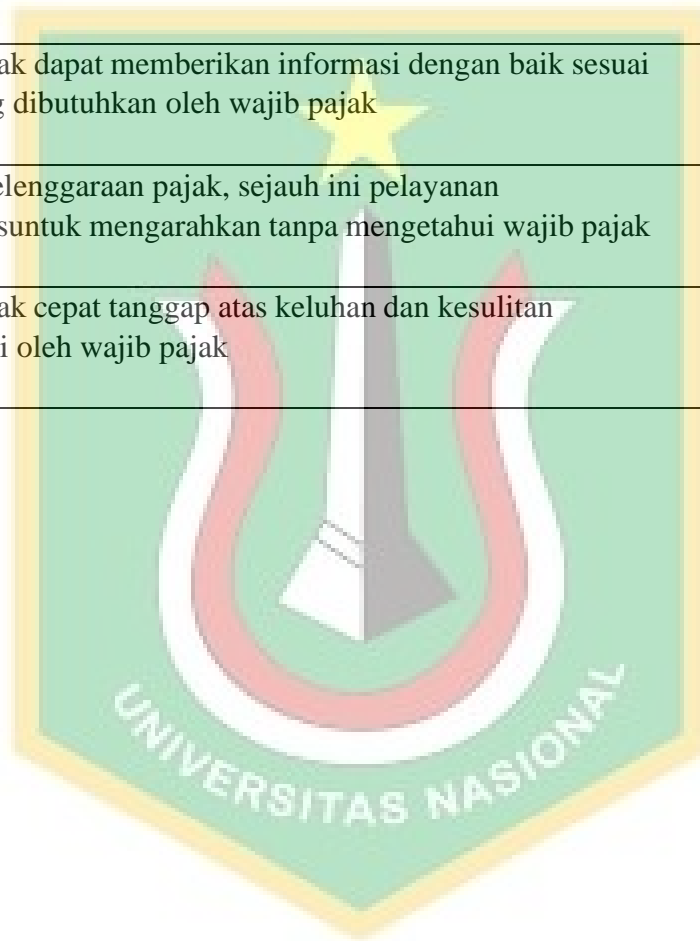 ak dapat memberikan informasi dengan baik sesuai
g dibutuhkan oleh wajib pajak
elenggaraan pajak, sejauh ini pelayanan
suntuk mengarahkan tanpa mengetahui wajib pajak
ak cepat tanggap atas keluhan dan kesulitan
i oleh wajib pajak
UNIVERSITAS NASIONAL